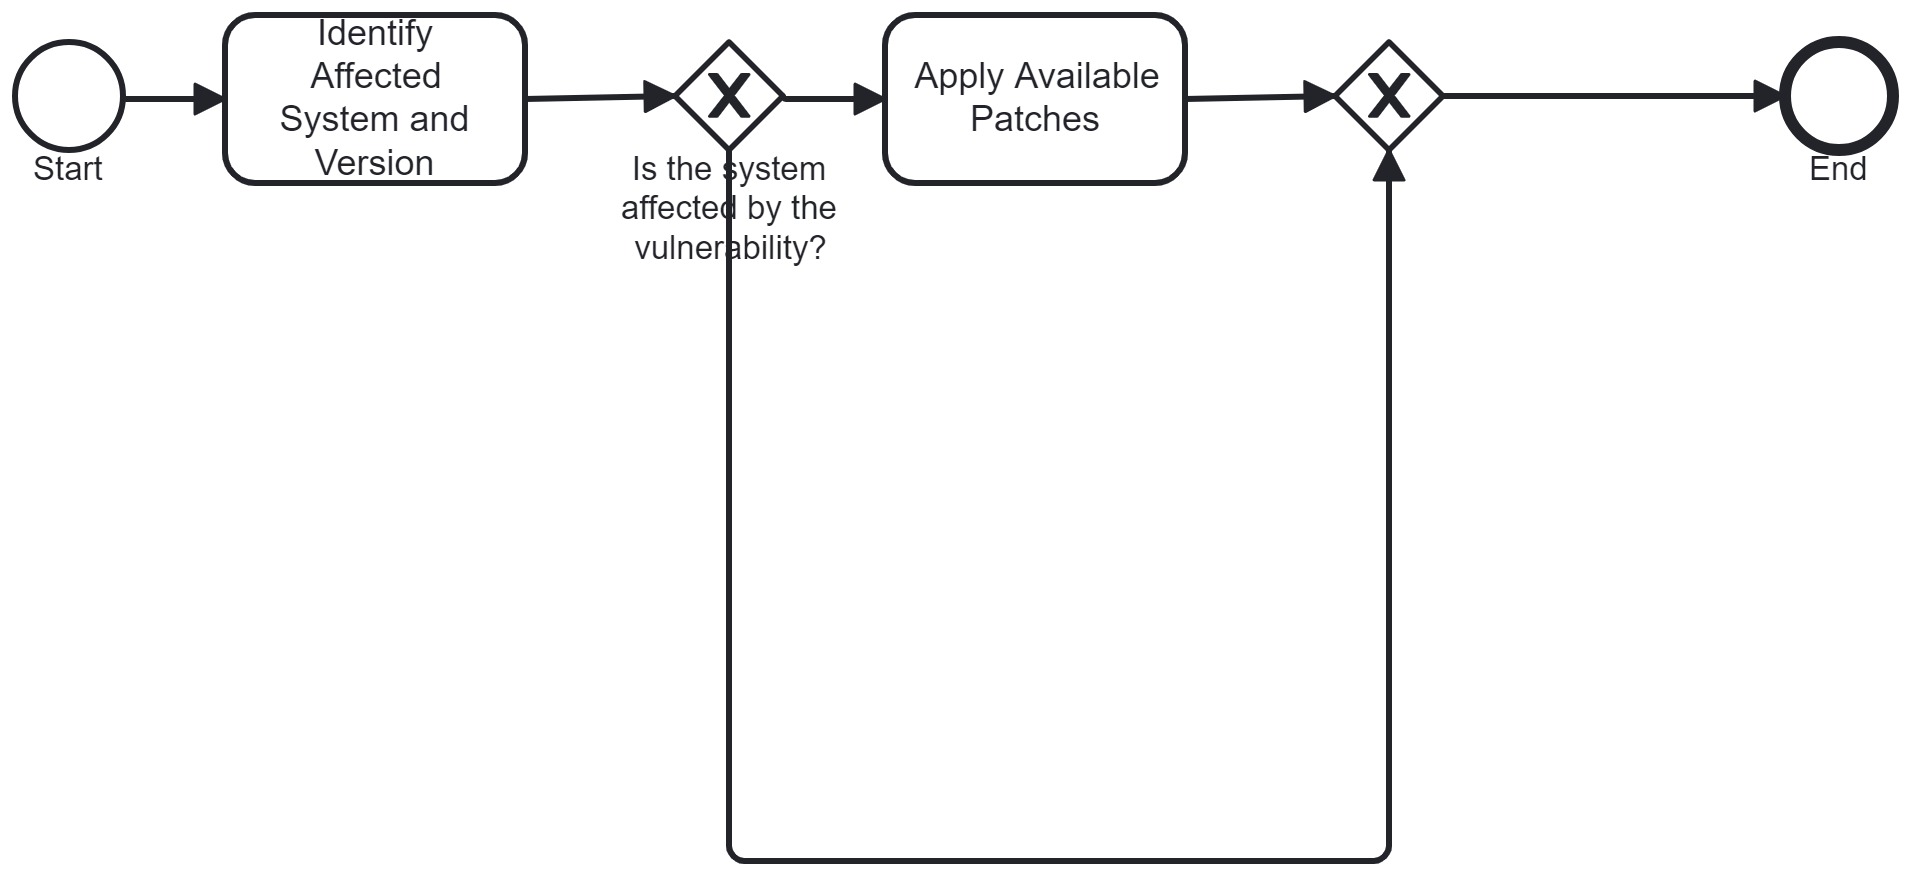 Start
Identify
Affected
System and
Version
X
Is the system
affected by the
vulnerability?
Apply Available
Patches
X
End